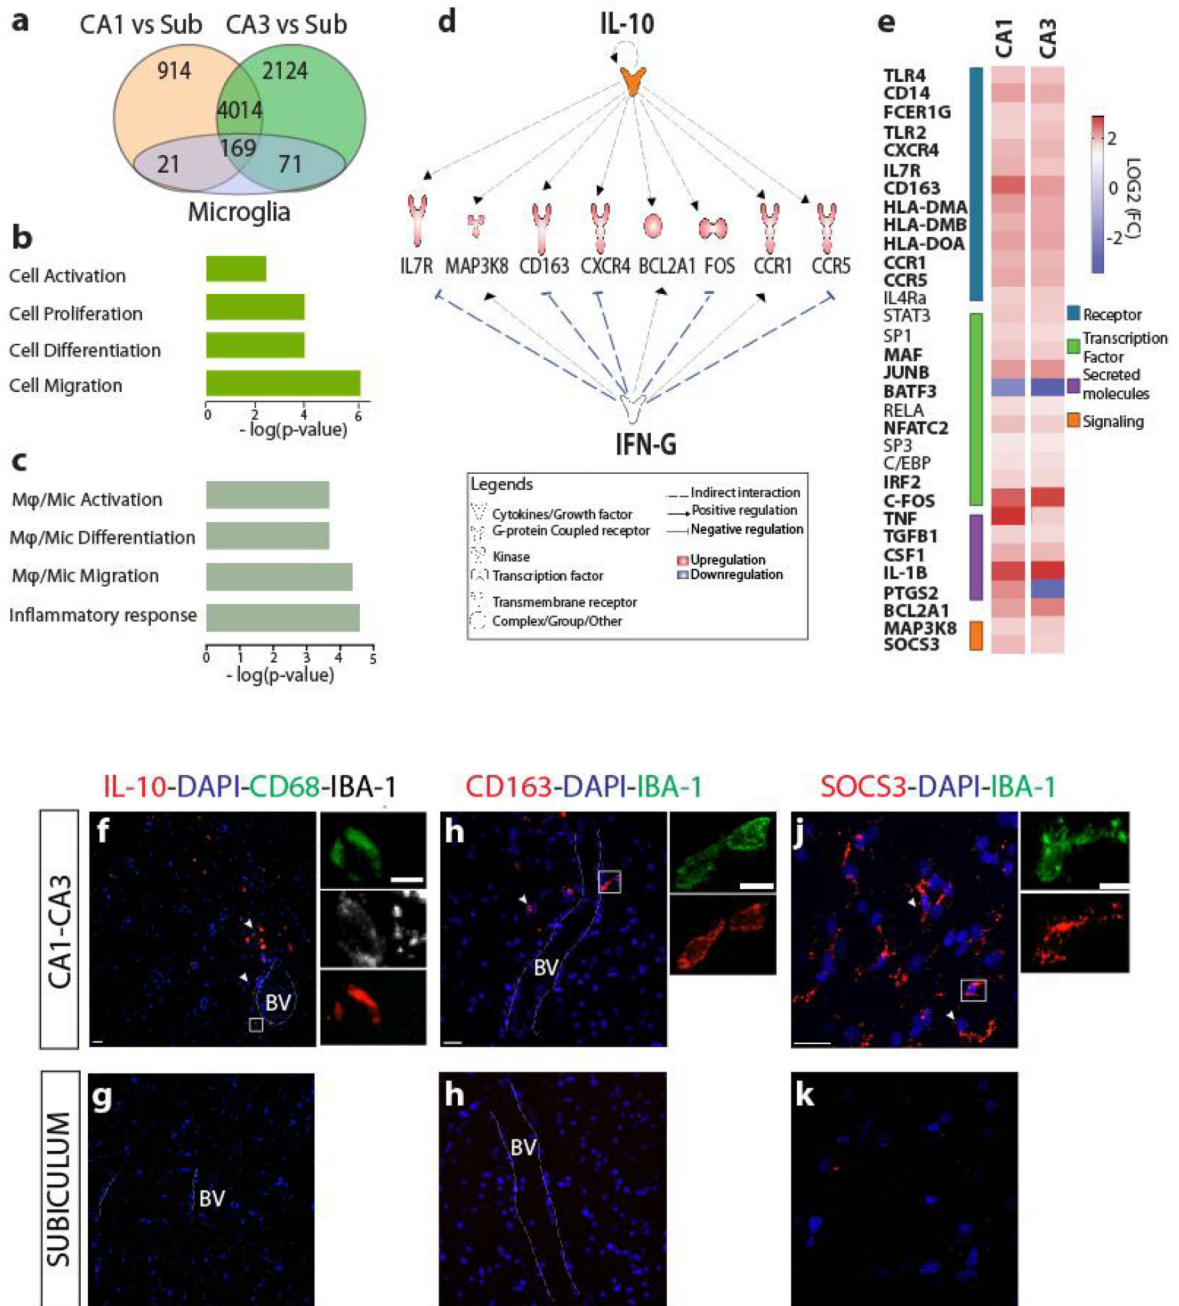 a
CA1 vs Sub CA3 vs Sub
914 2124
4014
169
21 71
Microglia
b
Cell Activation
Cell Proliferation
Cell Differentiation
Cell Migration
0 2 4 6
- log(p-value)
c
Mφ/Mic Activation
Mφ/Mic Differentiation
Mφ/Mic Migration
Inflammatory response
0 1 2 3 4 5
- log(p-value)
d
IL-10
IL7R MAP3K8 CD163 CXCR4 BCL2A1 FOS CCR1 CCR5
IFN-G
Legends
Cytokines/Growth factor
G-protein Coupled receptor
Kinase
Transcription factor
Transmembrane receptor
Complex/Group/Other
Indirect interaction
Positive regulation
Negative regulation
Upregulation
Downregulation
e
CA1 CA3
TLR4
CD14
FCER1G
TLR2
CXCR4
IL7R
CD163
HLA-DMA
HLA-DMB
HLA-DOA
CCR1
CCR5
IL4Ra
STAT3
SP1
MAF
JUNB
BATF3
RELA
NFATC2
SP3
C/EBP
IRF2
C-FOS
TNF
TGFB1
CSF1
IL-1B
PTGS2
BCL2A1
MAP3K8
SOCS3
2
0
-2
LOG2 (FC)
Receptor
Transcription
Factor
Secreted
molecules
Signaling
IL-10-DAPI-CD68-IBA-1 CD163-DAPI-IBA-1 SOCS3-DAPI-IBA-1
CA1-CA3
f
BV
h
BV
j
SUBICULUM
g
BV
h
BV
k